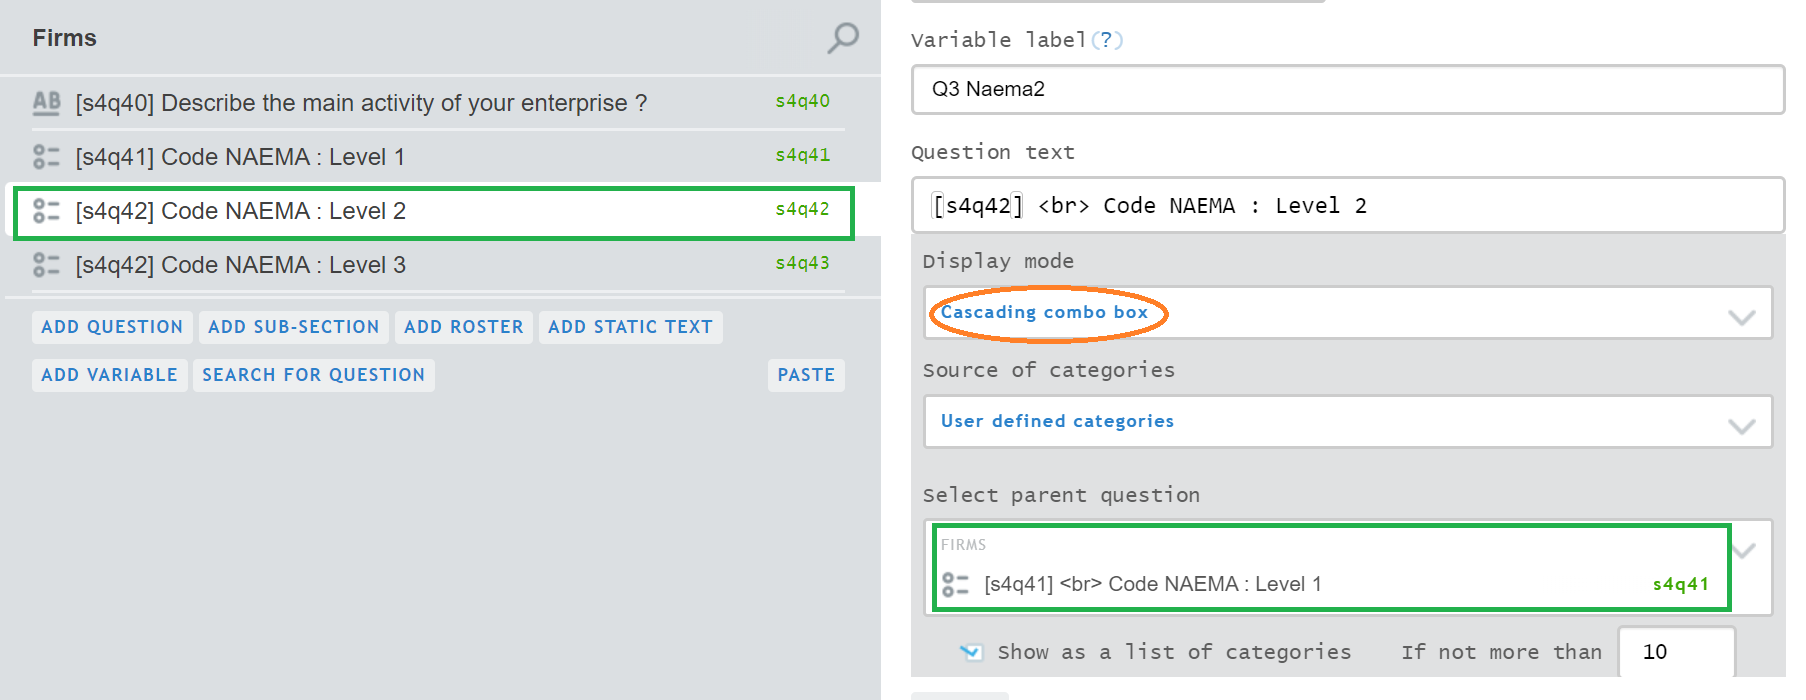 Firms
AB [s4q40] Describe the main activity of your enterprise ? s4q40
[s4q41] Code NAEMA : Level 1 s4q41
[s4q42] Code NAEMA : Level 2 s4q42
[s4q42] Code NAEMA : Level 3 s4q43
ADD QUESTION ADD SUB-SECTION ADD ROSTER ADD STATIC TEXT
ADD VARIABLE SEARCH FOR QUESTION PASTE
Variable label(?)
Q3 Naema2
Question text
[s4q42] <br> Code NAEMA : Level 2
Display mode
Cascading combo box
Source of categories
User defined categories
Select parent question
FIRMS
[s4q41] <br> Code NAEMA : Level 1 s4q41
Show as a list of categories If not more than 10